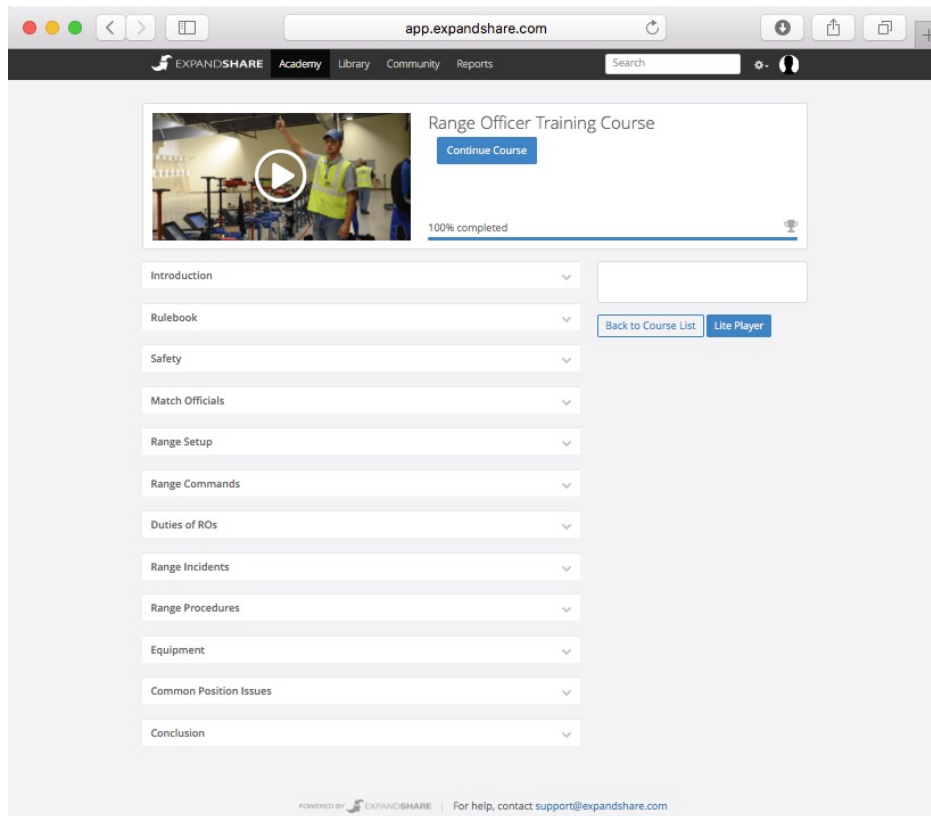 app.expandshare.com
EXPANDSHARE Academy Library Community Reports Search
Range Officer Training Course
Continue Course
100% completed
Introduction
Rulebook
Back to Course List Lite Player
Safety
Match Officials
Range Setup
Range Commands
Duties of ROs
Range Incidents
Range Procedures
Equipment
Common Position Issues
Conclusion
POWERED BY EXPANDSHARE | For help, contact support@expandshare.com